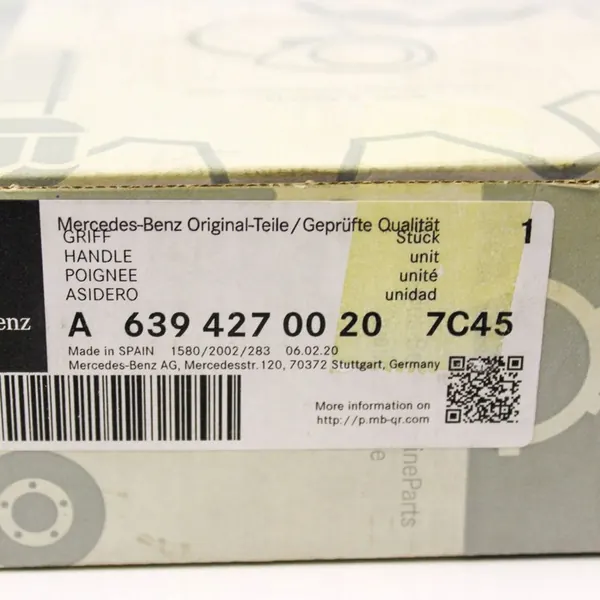 Mercedes-Benz Original-Teile/Geprüfte Qualität
GRIFF Stück 1
HANDLE unit
POIGNEE unité
ASIDERO unidad
enz
A 639 427 00 20 7C45
Made in SPAIN 1580/2002/283 06.02.20
Mercedes-Benz AG, Mercedesstr.120, 70372 Stuttgart, Germany
More information on
http://p.mb-qr.com
ineParts
e